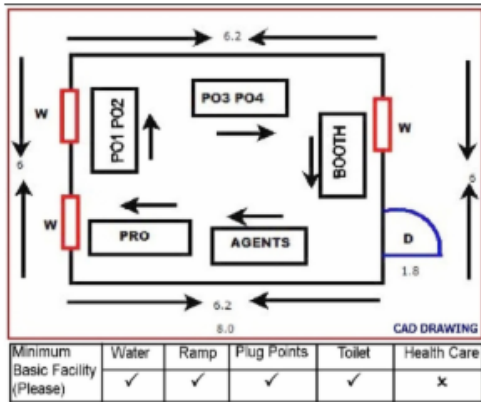 6.2
W
PO1 PO2
PO3 PO4
BOOTH
W
6
6
W
PRO
AGENTS
D
1.8
6.2
8.0
CAD DRAWING
Minimum Basic Facility (Please) Water Ramp Plug Points Toilet Health Care
✓ ✓ ✓ ✓ x